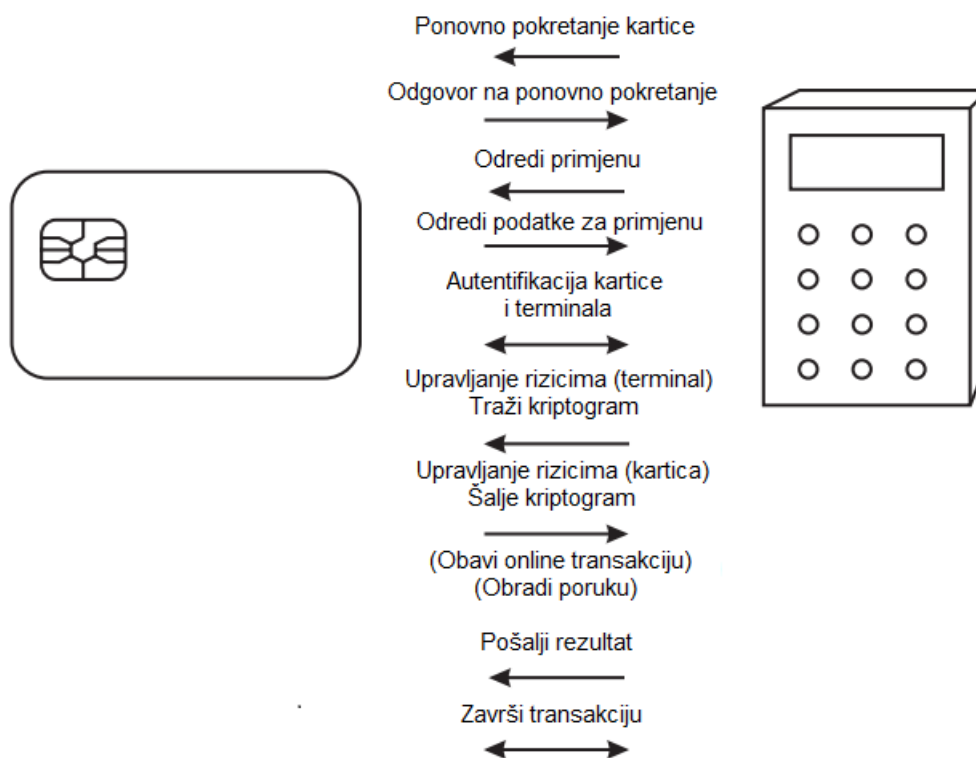 Ponovno pokretanje kartice
Odgovor na ponovno pokretanje
Odredi primjenu
Odredi podatke za primjenu
Autentifikacija kartice
i terminala
Upravljanje rizicima (terminal)
Traži kriptogram
Upravljanje rizicima (kartica)
Šalje kriptogram
(Obavi online transakciju)
(Obradi poruku)
Pošalji rezultat
Završi transakciju